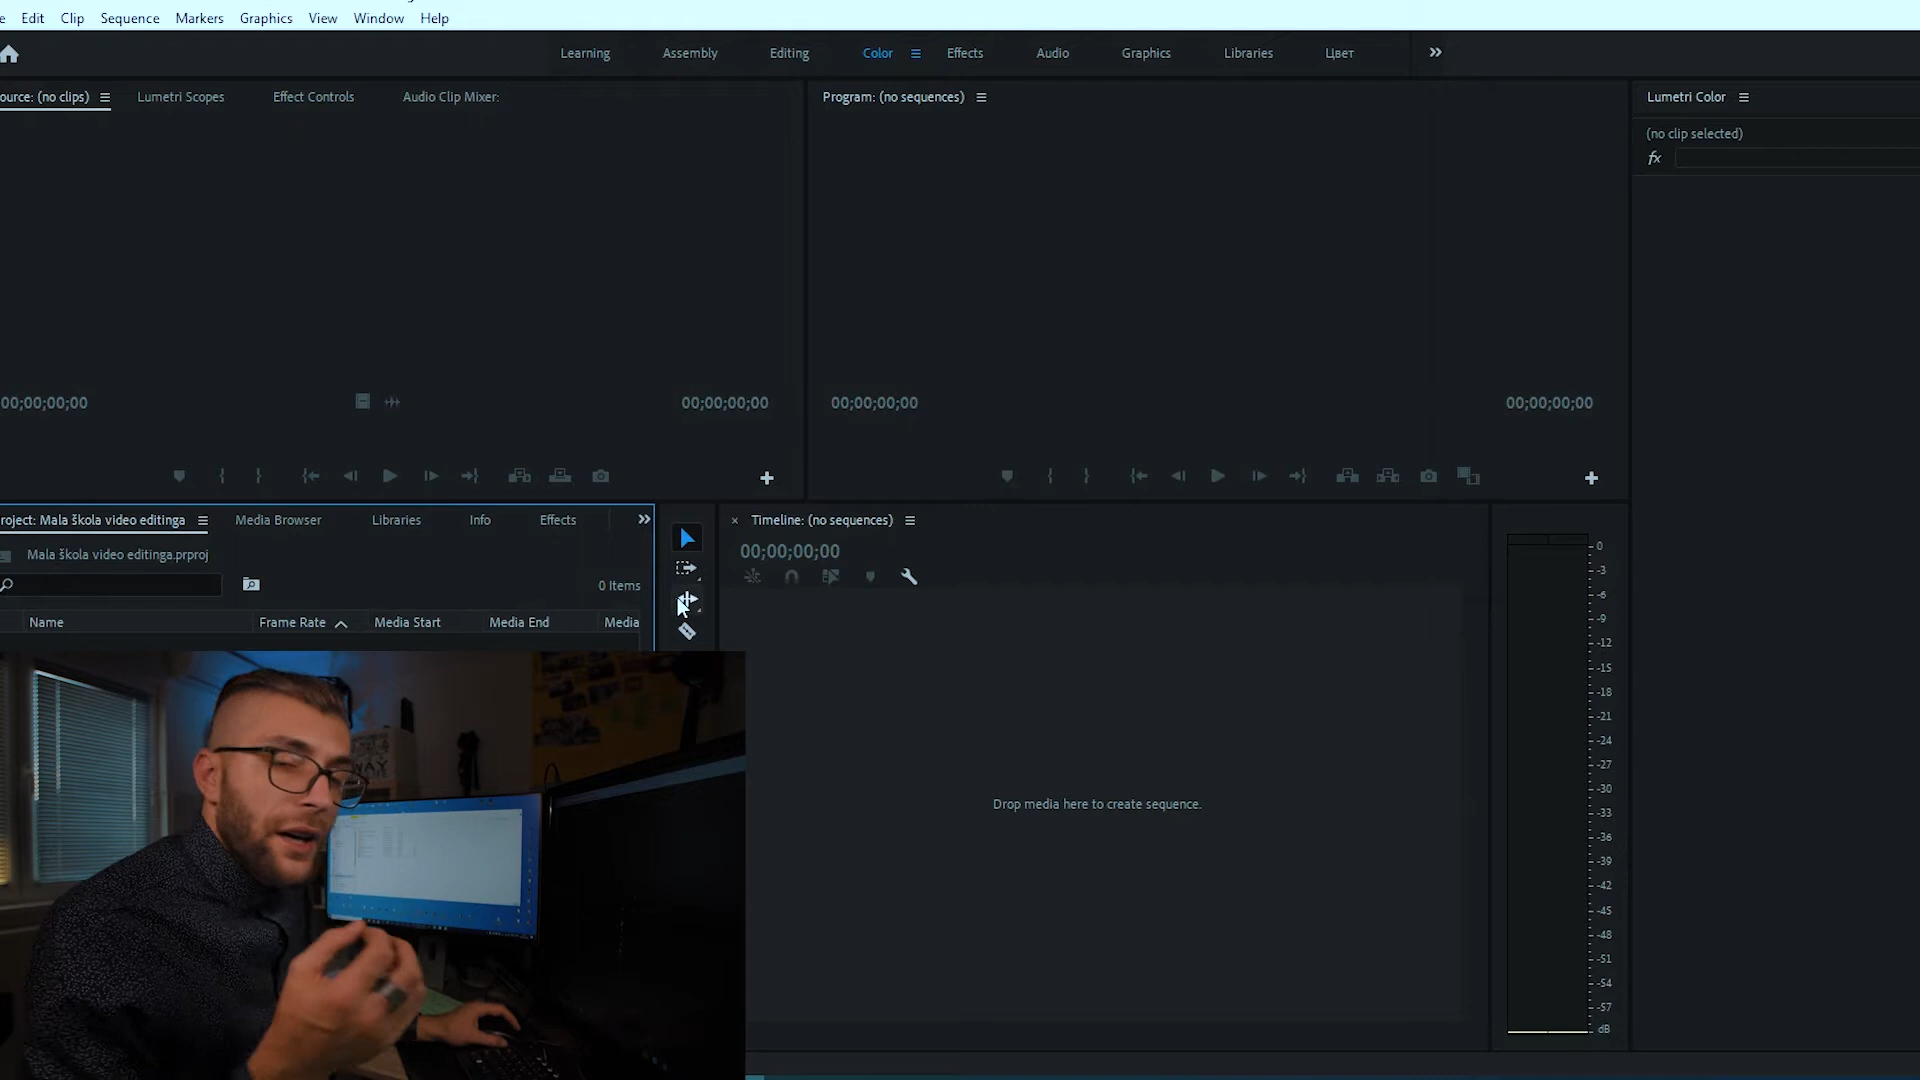 Edit Clip Sequence Markers Graphics View Window Help
Learning Assembly Editing Color Effects Audio Graphics Libraries Цвет
ource: (no clips) Lumetri Scopes Effect Controls Audio Clip Mixer: Program: (no sequences) Lumetri Color
(no clip selected)
fx
00;00;00;00 00;00;00;00 00;00;00;00 00;00;00;00
roject: Mala škola video editinga Media Browser Libraries Info Effects Timeline: (no sequences)
00;00;00;00
Mala škola video editinga.prproj
0 Items
Name Frame Rate Media Start Media End Media
Drop media here to create sequence.
0
-3
-6
-9
-12
-15
-18
-21
-24
-27
-30
-33
-36
-39
-42
-45
-48
-51
-54
-57
dB
WAY